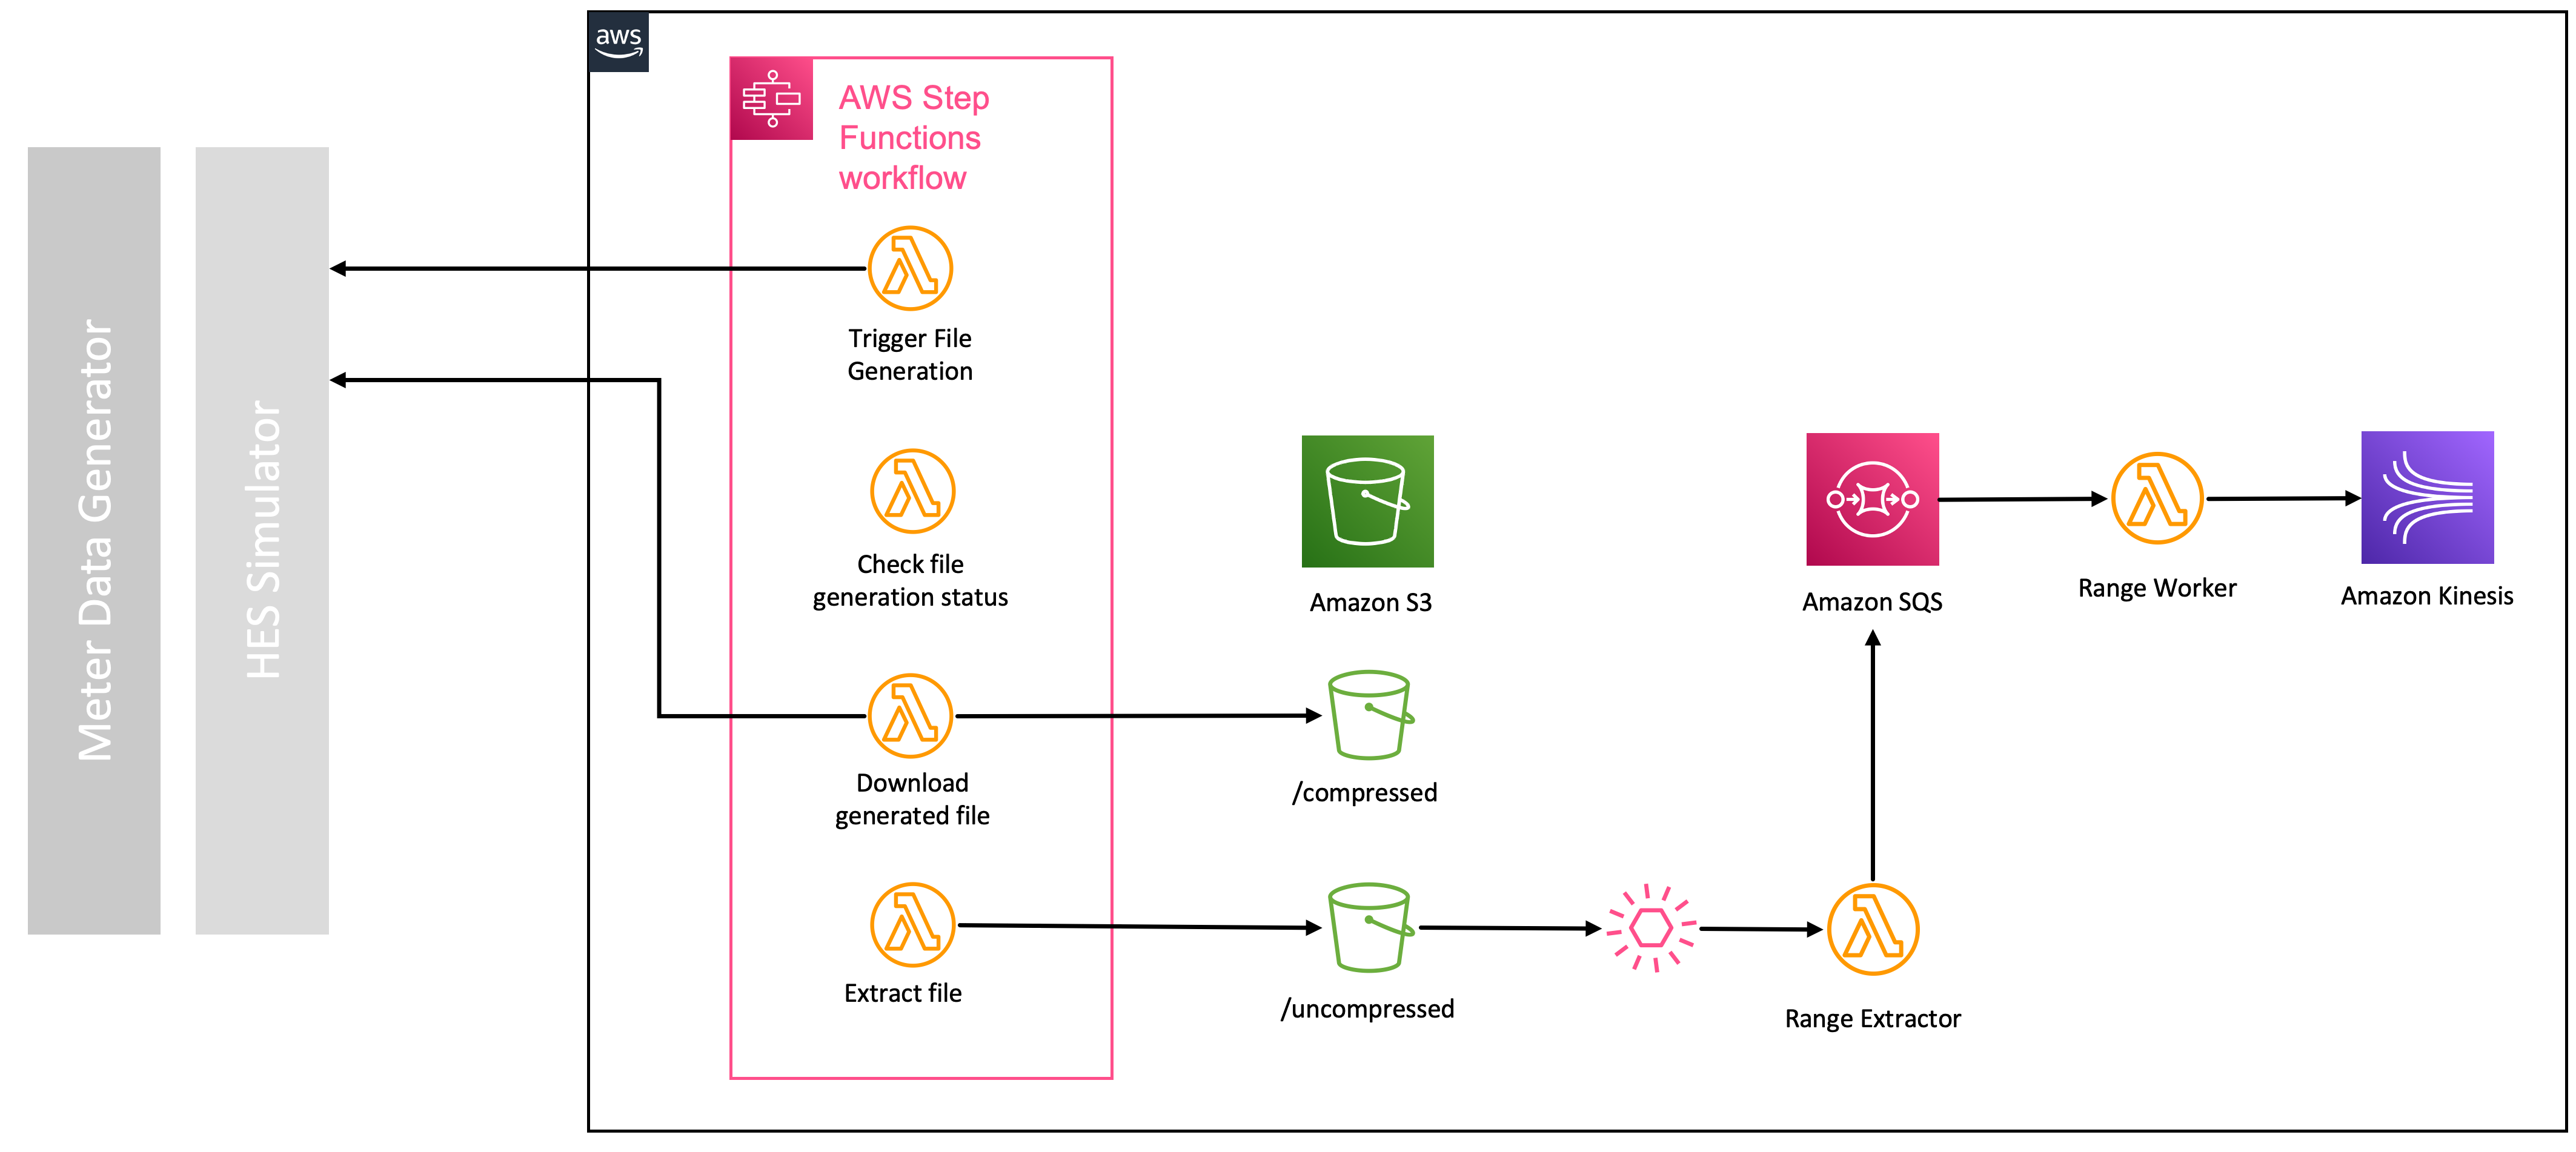 aws
AWS Step
Functions
workflow
Meter Data Generator
HES Simulator
Trigger File
Generation
Check file
generation status
Download
generated file
Extract file
Amazon S3
/compressed
/uncompressed
Amazon SQS
Range Worker
Amazon Kinesis
Range Extractor